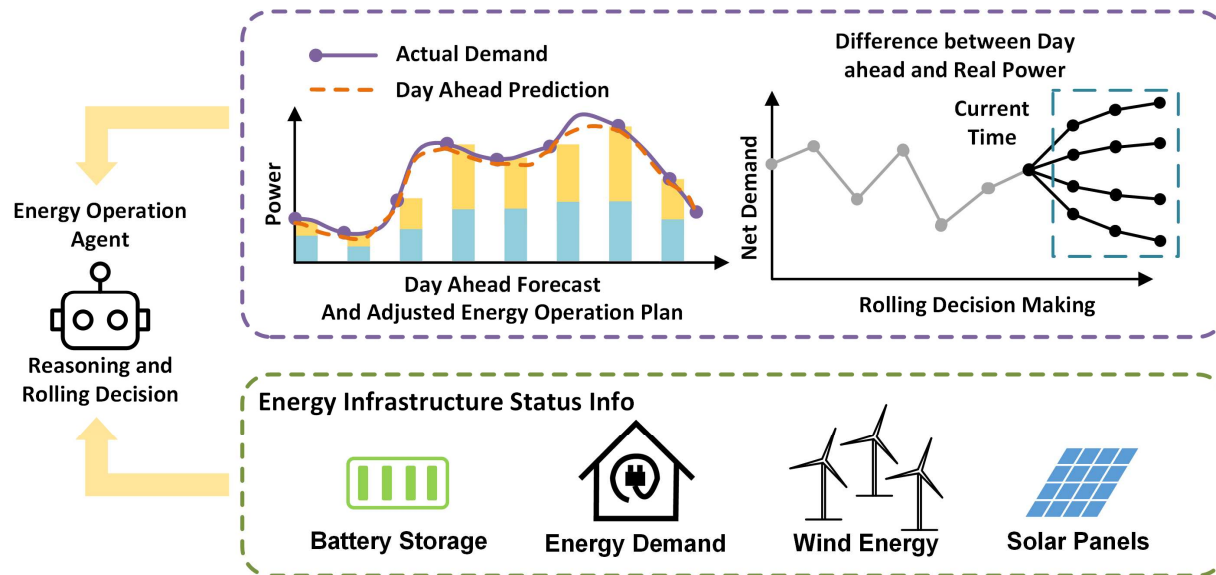 Actual Demand
Day Ahead Prediction
Power
Day Ahead Forecast
And Adjusted Energy Operation Plan
Difference between Day
ahead and Real Power
Current
Time
Net Demand
Rolling Decision Making
Energy Operation
Agent
Reasoning and
Rolling Decision
Energy Infrastructure Status Info
Battery Storage
Energy Demand
Wind Energy
Solar Panels